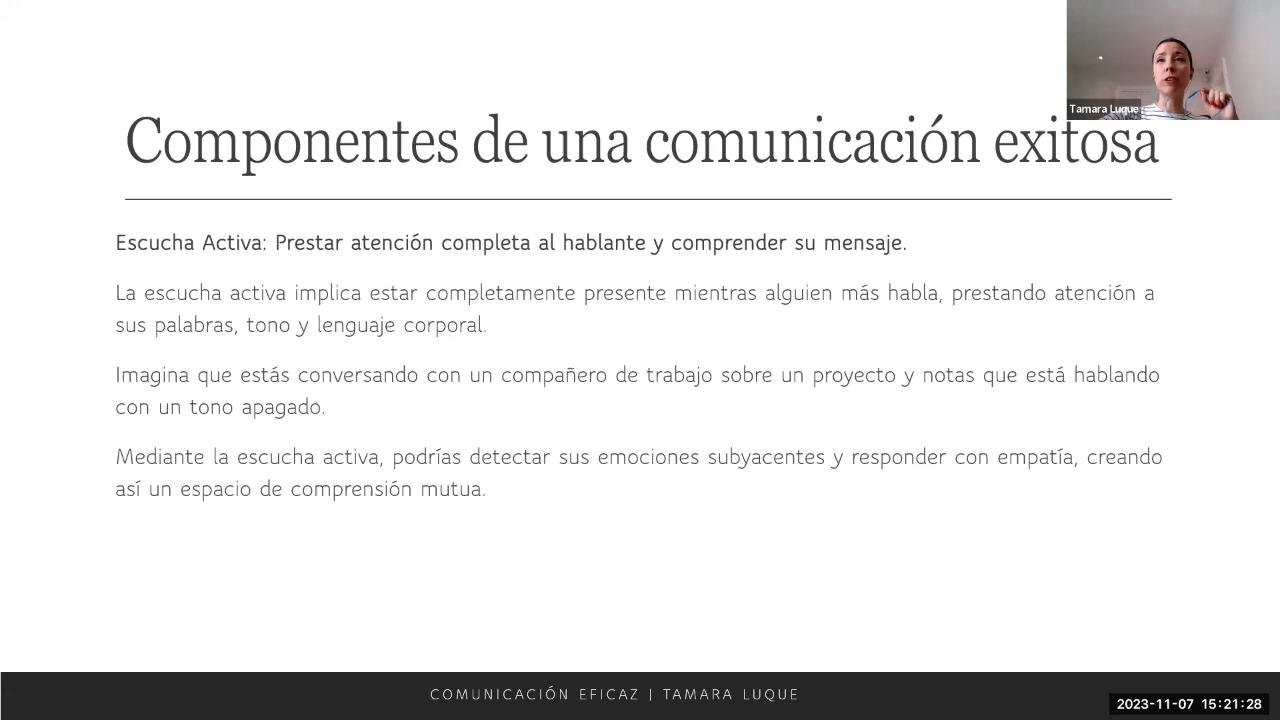 Tamara Luque
Componentes de una comunicación exitosa
Escucha Activa: Prestar atención completa al hablante y comprender su mensaje.
La escucha activa implica estar completamente presente mientras alguien más habla, prestando atención a
sus palabras, tono y lenguaje corporal.
Imagina que estás conversando con un compañero de trabajo sobre un proyecto y notas que está hablando
con un tono apagado.
Mediante la escucha activa, podrías detectar sus emociones subyacentes y responder con empatía, creando
así un espacio de comprensión mutua.
COMUNICACIÓN EFICAZ | TAMARA LUQUE
2023-11-07 15:21:28